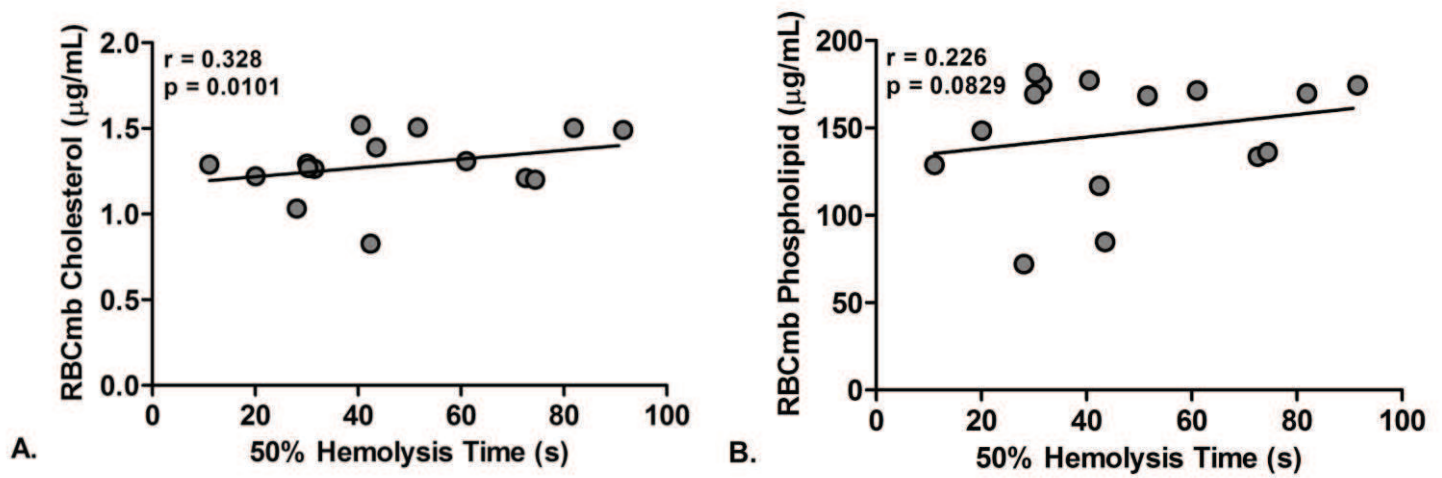 r = 0.328
p = 0.0101
RBCmb Cholesterol (µg/mL)
2.0
1.5
1.0
0.5
0.0
0 20 40 60 80 100
50% Hemolysis Time (s)
A.
r = 0.226
p = 0.0829
RBCmb Phospholipid (µg/mL)
200
150
100
50
0
0 20 40 60 80 100
50% Hemolysis Time (s)
B.